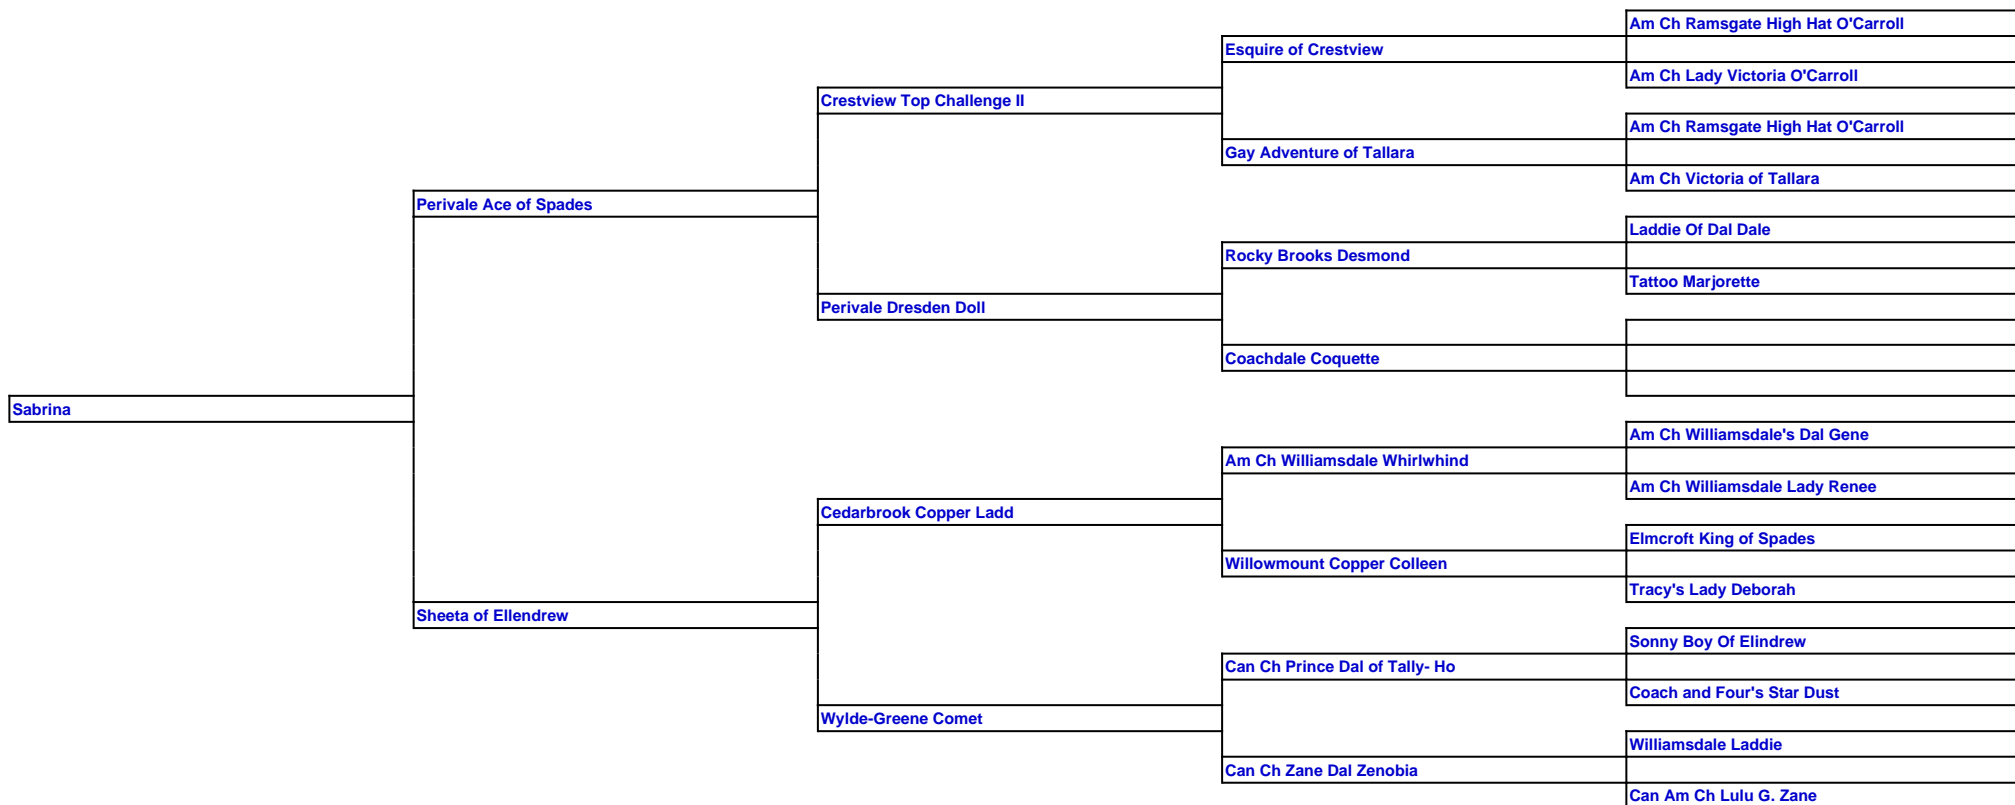 Am Ch Ramsgate High Hat O'Carroll
Esquire of Crestview
Am Ch Lady Victoria O'Carroll
Crestview Top Challenge II
Am Ch Ramsgate High Hat O'Carroll
Gay Adventure of Tallara
Am Ch Victoria of Tallara
Perivale Ace of Spades
Laddie Of Dal Dale
Rocky Brooks Desmond
Tattoo Marjorette
Perivale Dresden Doll
Coachdale Coquette
Sabrina
Am Ch Williamsdale's Dal Gene
Am Ch Williamsdale Whirlwhind
Am Ch Williamsdale Lady Renee
Cedarbrook Copper Ladd
Elmcroft King of Spades
Willowmount Copper Colleen
Tracy's Lady Deborah
Sheeta of Ellendrew
Sonny Boy Of Elindrew
Can Ch Prince Dal of Tally- Ho
Coach and Four's Star Dust
Wylde-Greene Comet
Williamsdale Laddie
Can Ch Zane Dal Zenobia
Can Am Ch Lulu G. Zane